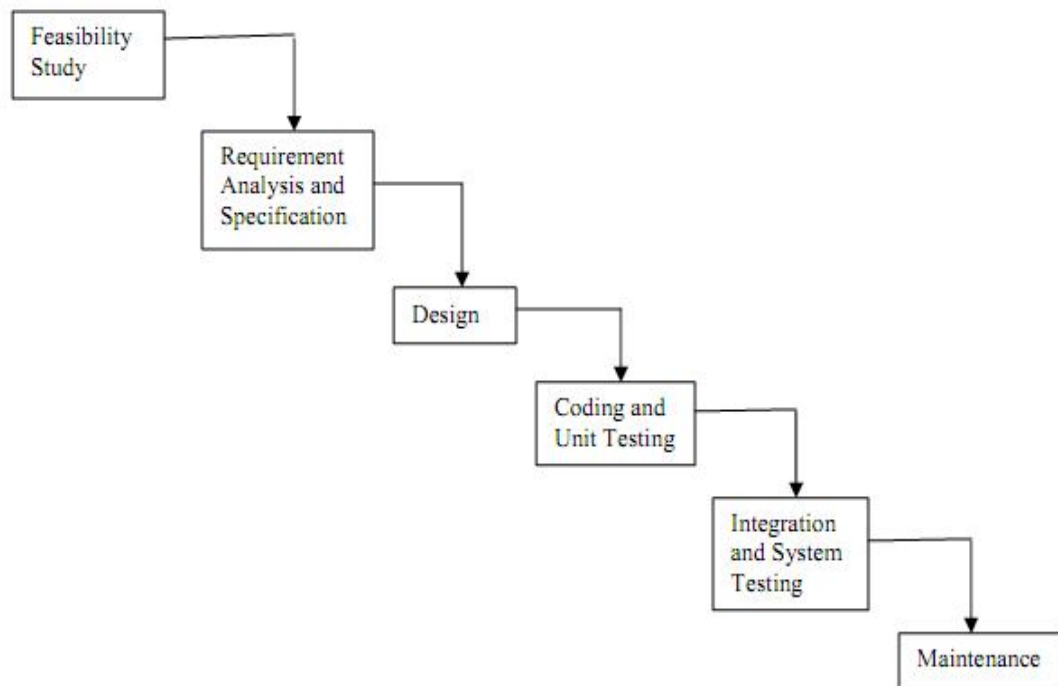 Feasibility
Study
Requirement
Analysis and
Specification
Design
Coding and
Unit Testing
Integration
and System
Testing
Maintenance